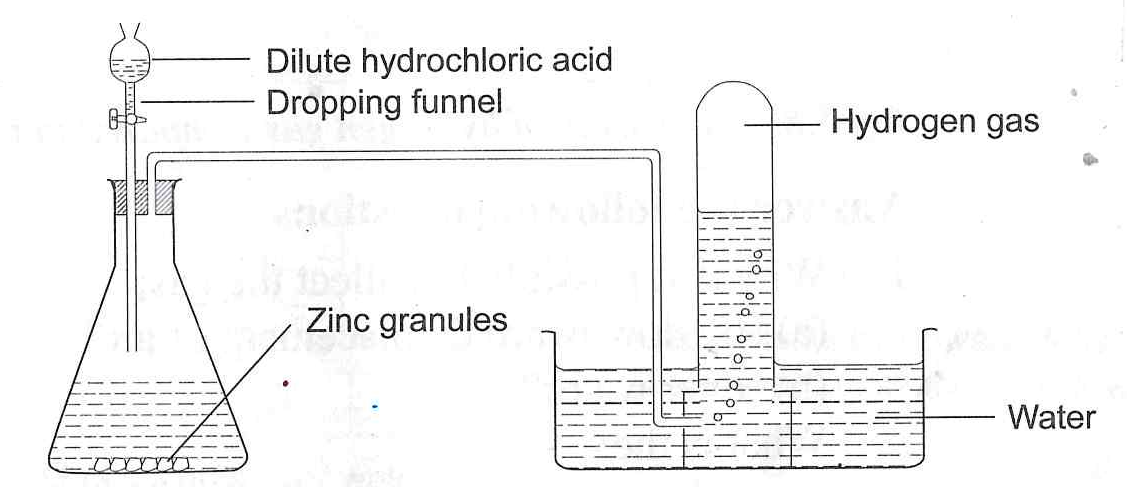 Dilute hydrochloric acid
Dropping funnel
Hydrogen gas
Zinc granules
Water